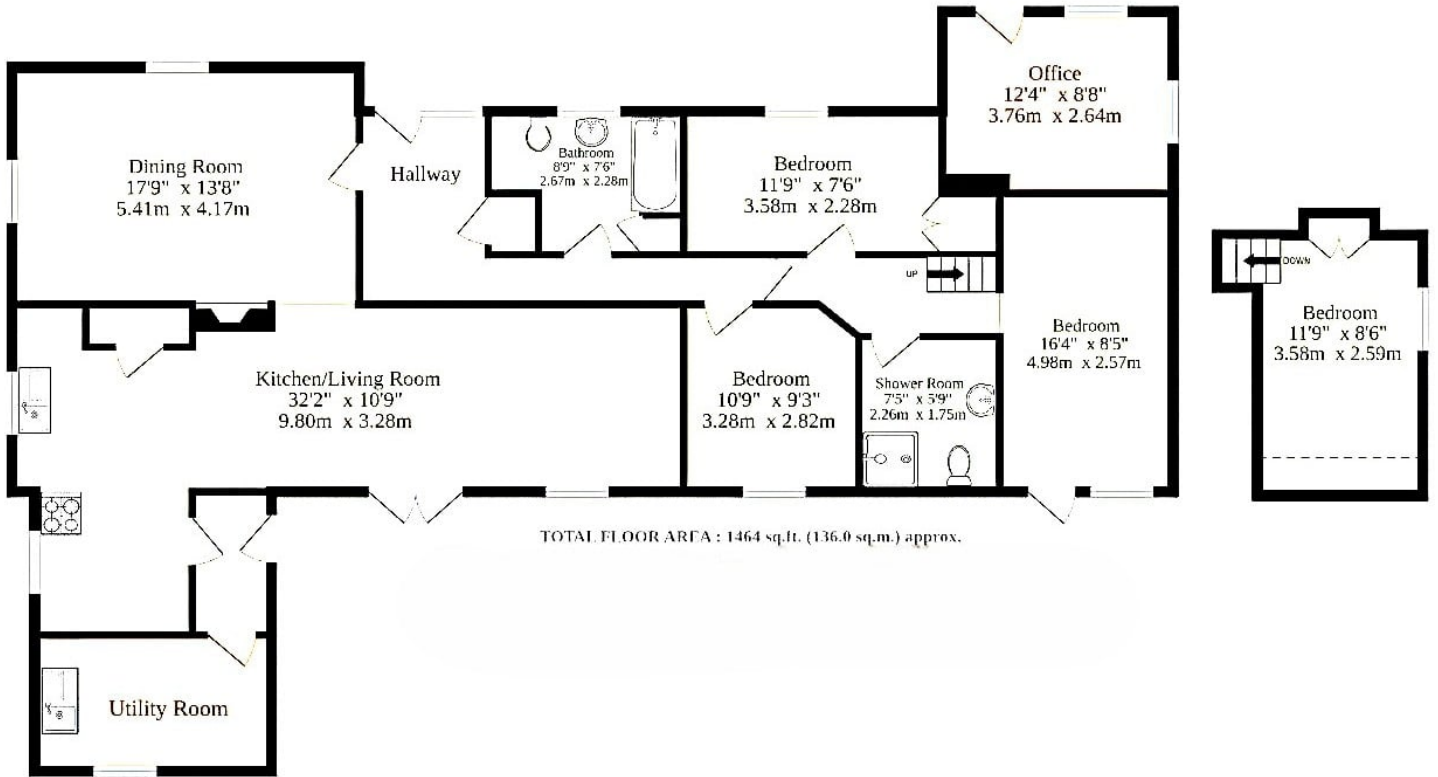 Office
12'4" x 8'8"
3.76m x 2.64m
Dining Room
17'9" x 13'8"
5.41m x 4.17m
Hallway
Bathroom
8'9" x 7'6"
2.67m x 2.28m
Bedroom
11'9" x 7'6"
3.58m x 2.28m
UP
DOWN
Bedroom
11'9" x 8'6"
3.58m x 2.59m
Bedroom
16'4" x 8'5"
4.98m x 2.57m
Kitchen/Living Room
32'2" x 10'9"
9.80m x 3.28m
Bedroom
10'9" x 9'3"
3.28m x 2.82m
Shower Room
7'5" x 5'9"
2.26m x 1.75m
TOTAL FLOOR AREA : 1464 sq.ft. (136.0 sq.m.) approx.
Utility Room